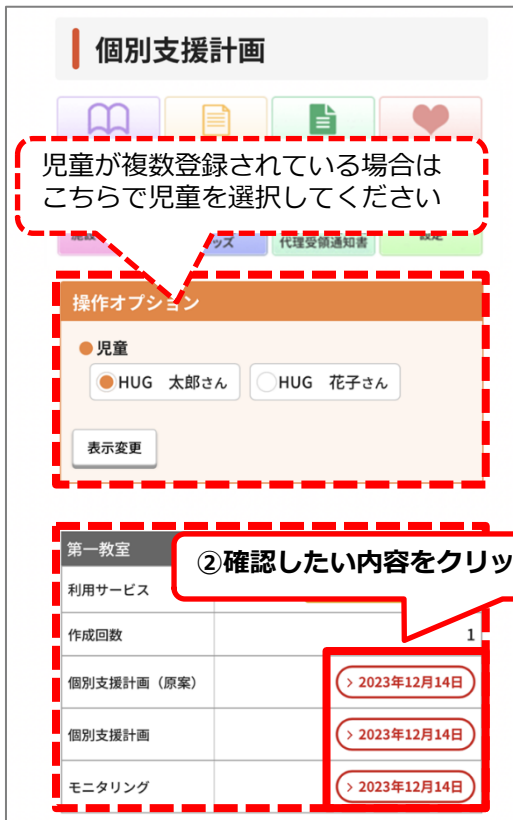 個別支援計画
児童が複数登録されている場合は
こちらで児童を選択してください
ッズ
代理受領通知書
設定
操作オプション
児童
HUG 太郎さん
HUG 花子さん
表示変更
第一教室
②確認したい内容をクリッ
利用サービス
作成回数
1
個別支援計画（原案）
> 2023年12月14日
個別支援計画
> 2023年12月14日
モニタリング
> 2023年12月14日